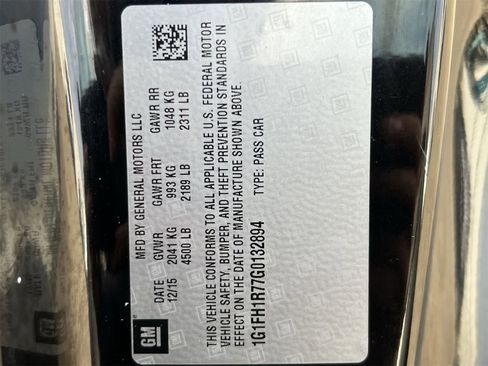 MFD BY GENERAL MOTORS LLC
DATE GVWR GAWR FRT GAWR RR
12/15 2041 KG 993 KG 1048 KG
4500 LB 2189 LB 2311 LB
THIS VEHICLE CONFORMS TO ALL APPLICABLE U.S. FEDERAL MOTOR
VEHICLE SAFETY, BUMPER, AND THEFT PREVENTION STANDARDS IN
EFFECT ON THE DATE OF MANUFACTURE SHOWN ABOVE.
1G1FH1R77G0132894 TYPE: PASS CAR
GM